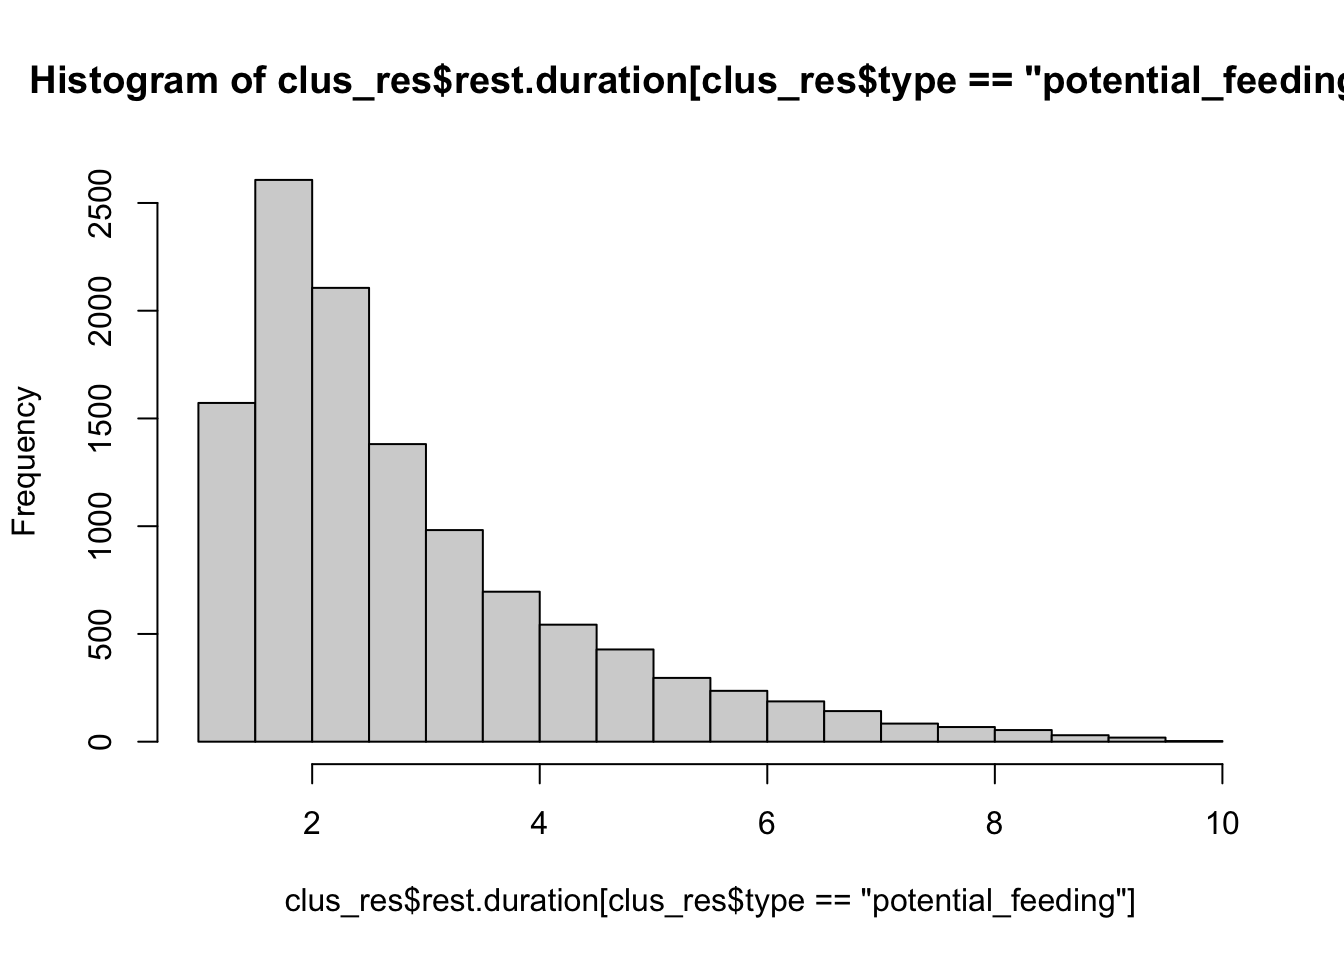 Histogram of clus_res$rest.duration[clus_res$type == "potential_feeding
Frequency
2500
2000
1500
1000
500
0
2 4 6 8 10
clus_res$rest.duration[clus_res$type == "potential_feeding"]